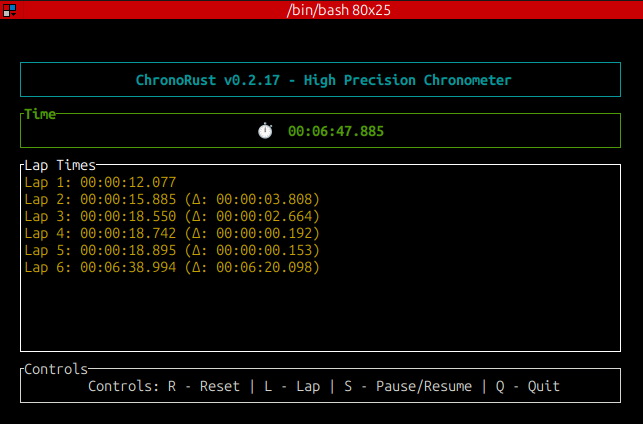 /bin/bash 80x25
ChronoRust v0.2.17 - High Precision Chronometer
Time
⏱ 00:06:47.885
Lap Times
Lap 1: 00:00:12.077
Lap 2: 00:00:15.885 (Δ: 00:00:03.808)
Lap 3: 00:00:18.550 (Δ: 00:00:02.664)
Lap 4: 00:00:18.742 (Δ: 00:00:00.192)
Lap 5: 00:00:18.895 (Δ: 00:00:00.153)
Lap 6: 00:06:38.994 (Δ: 00:06:20.098)
Controls
Controls: R - Reset | L - Lap | S - Pause/Resume | Q - Quit